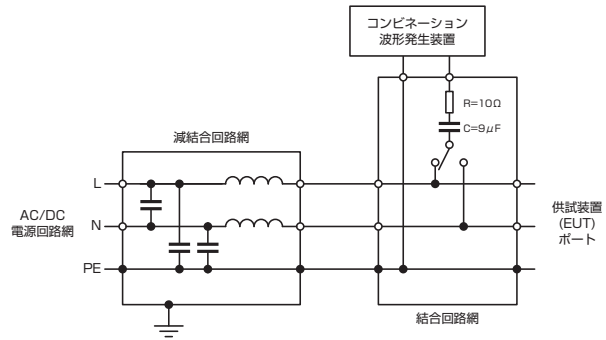 コンビネーション
波形発生装置
R=10Ω
C=9μF
減結合回路網
L
AC/DC
電源回路網
N
PE
供試装置
(EUT)
ポート
結合回路網